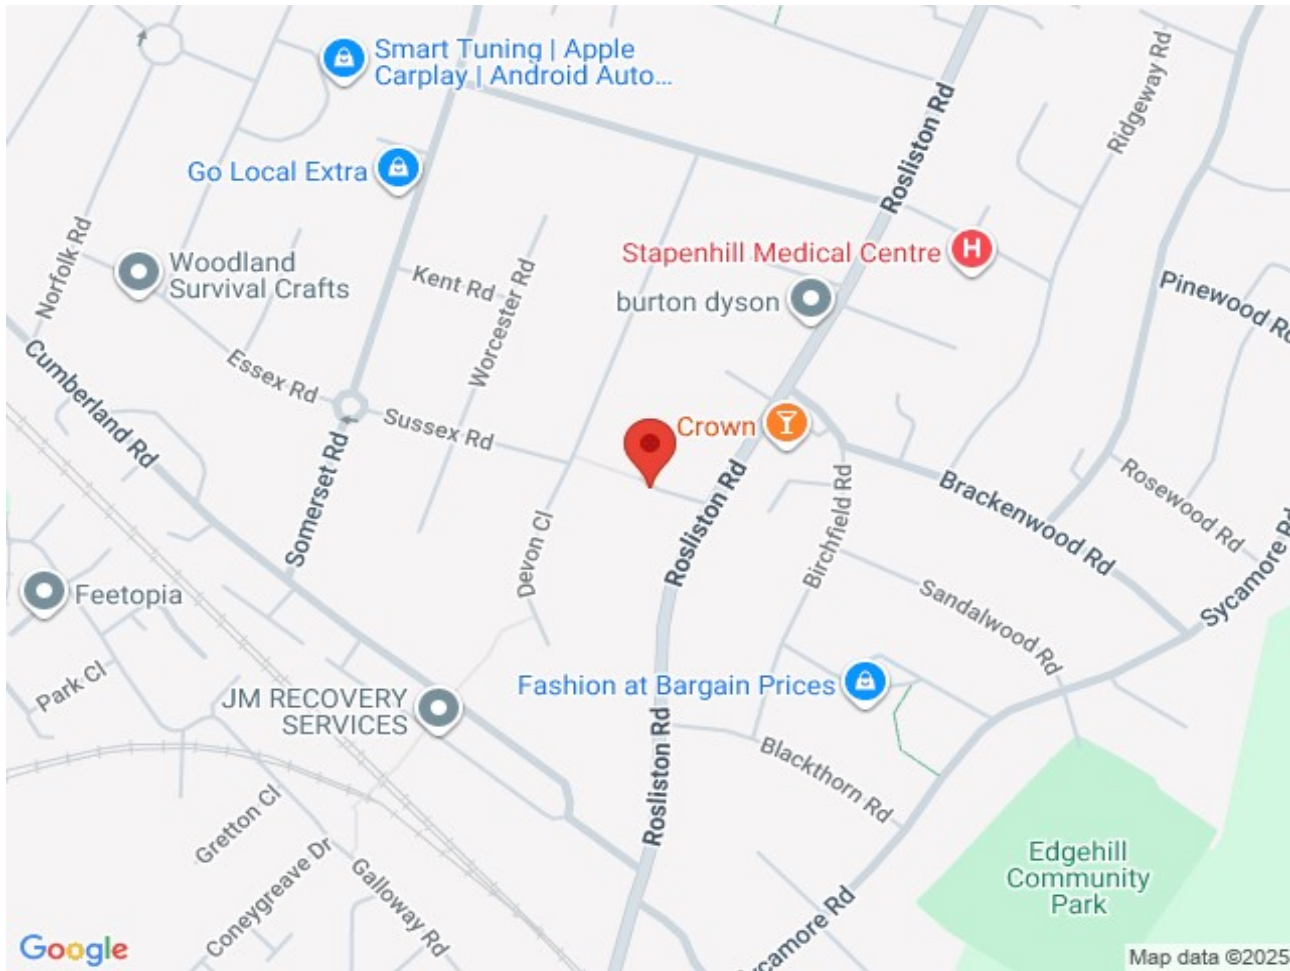 Smart Tuning | Apple
Carplay | Android Auto...
Rosliston Rd
Ridgeway Rd
Go Local Extra
Norfolk Rd
Woodland
Survival Crafts
Kent Rd
Worcester Rd
Stapenhill Medical Centre
H
burton dyson
Pinewood Ro
Cumberland Rd
Essex Rd
Sussex Rd
Somerset Rd
Crown
Rosliston Rd
Birchfield Rd
Brackenwood Rd
Rosewood Rd
Devon Cl
Sycamore Rd
Sandalwood Rd
Feetopia
Park Cl
JM RECOVERY
SERVICES
Fashion at Bargain Prices
Rosliston Rd
Blackthorn Rd
Gretton Cl
Coneygreave Dr
Galloway Rd
Sycamore Rd
Edgehill
Community
Park
Google
Map data ©2025